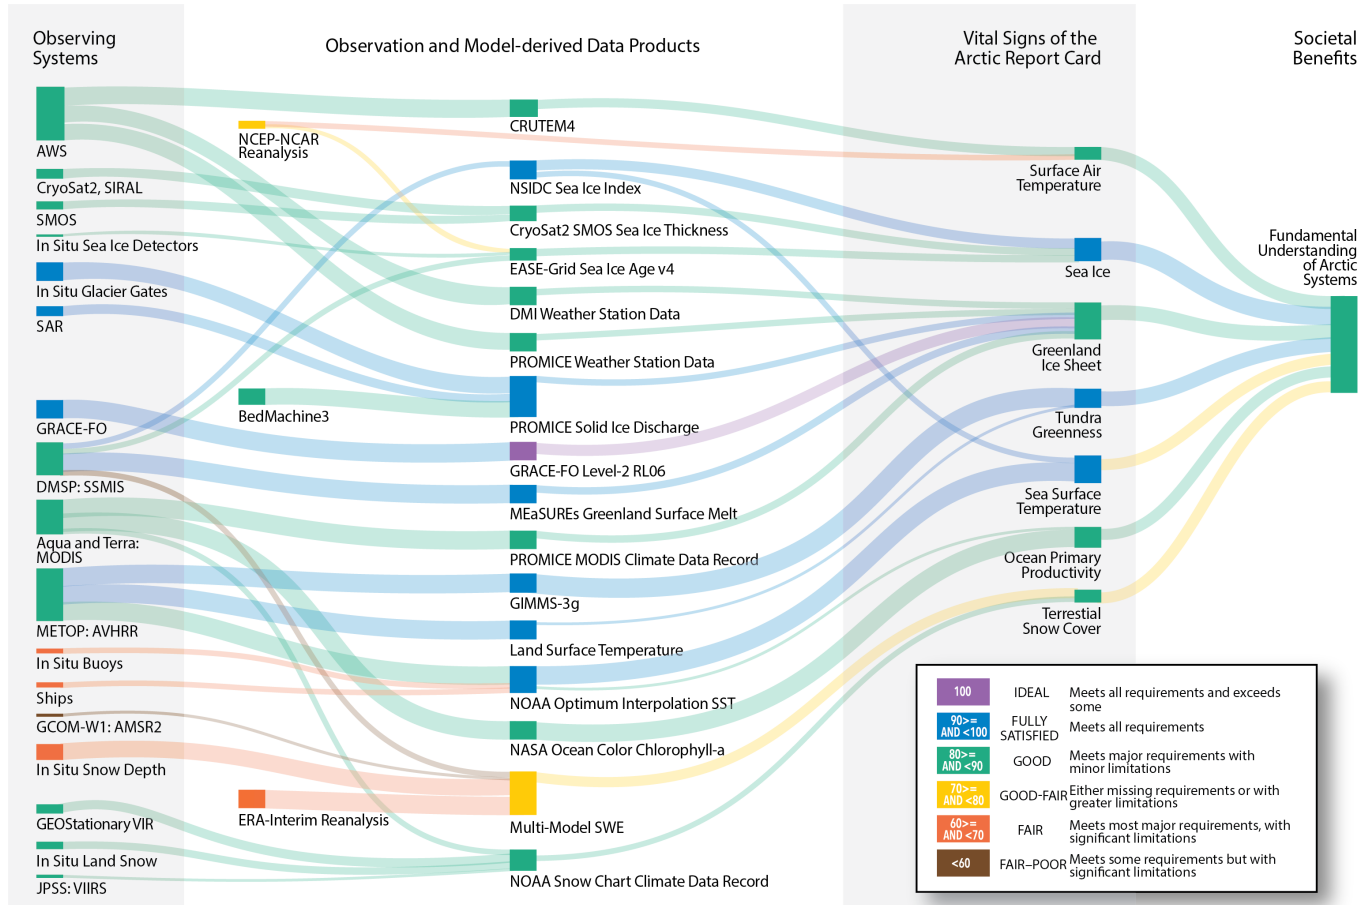 Observing
Systems
Observation and Model-derived Data Products
Vital Signs of the
Arctic Report Card
Societal
Benefits
AWS
CryoSat2, SIRAL
SMOS
In Situ Sea Ice Detectors
In Situ Glacier Gates
SAR
GRACE-FO
DMSP: SSMIS
Aqua and Terra:
MODIS
METOP: AVHRR
In Situ Buoys
Ships
GCOM-W1: AMSR2
In Situ Snow Depth
GEOStationary VIR
In Situ Land Snow
JPSS: VIIRS
NCEP-NCAR
Reanalysis
BedMachine3
ERA-Interim Reanalysis
CRUTEM4
NSIDC Sea Ice Index
CryoSat2 SMOS Sea Ice Thickness
EASE-Grid Sea Ice Age v4
DMI Weather Station Data
PROMICE Weather Station Data
PROMICE Solid Ice Discharge
GRACE-FO Level-2 RL06
MEaSUREs Greenland Surface Melt
PROMICE MODIS Climate Data Record
GIMMS-3g
Land Surface Temperature
NOAA Optimum Interpolation SST
NASA Ocean Color Chlorophyll-a
Multi-Model SWE
NOAA Snow Chart Climate Data Record
Surface Air
Temperature
Sea Ice
Greenland
Ice Sheet
Tundra
Greenness
Sea Surface
Temperature
Ocean Primary
Productivity
Terrestial
Snow Cover
Fundamental
Understanding
of Arctic
Systems
100
IDEAL
Meets all requirements and exceeds
some
90>=
AND <100
FULLY
SATISFIED
Meets all requirements
80>=
AND <90
GOOD
Meets major requirements with
minor limitations
70>=
AND <80
GOOD-FAIR
Either missing requirements or with
greater limitations
60>=
AND <70
FAIR
Meets most major requirements, with
significant limitations
<60
FAIR–POOR
Meets some requirements but with
significant limitations